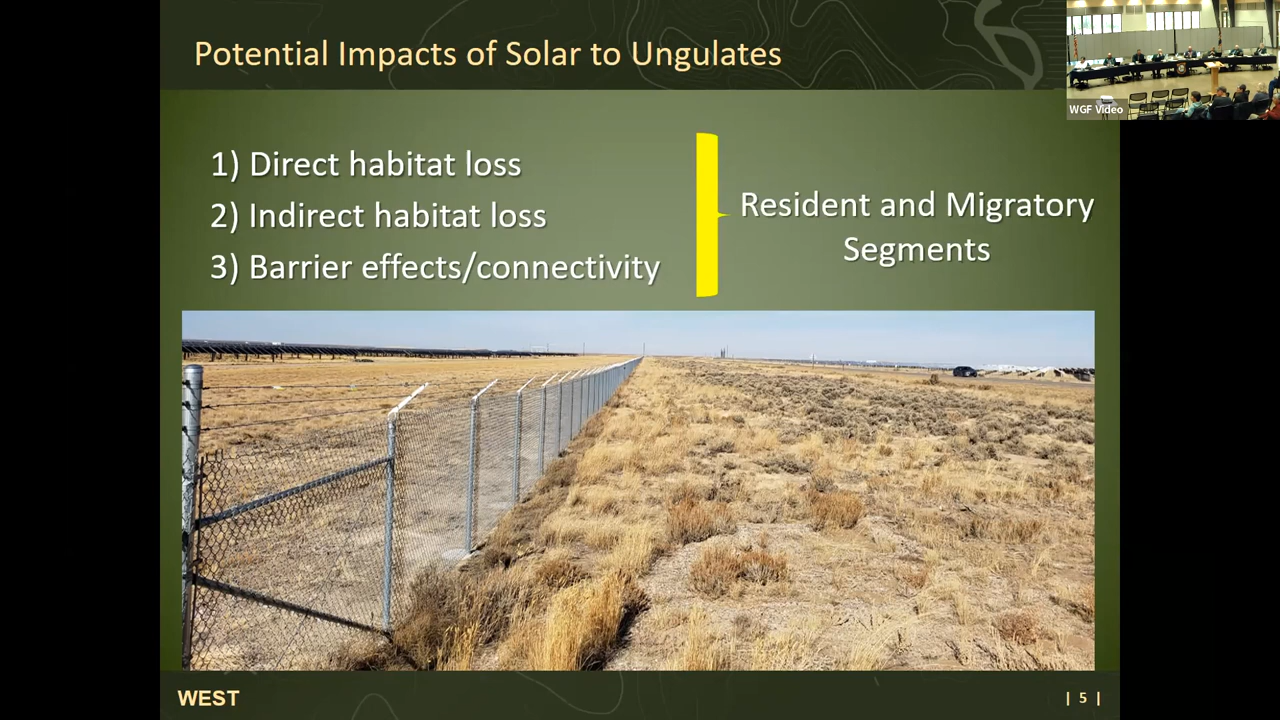 Potential Impacts of Solar to Ungulates
WGF Video
1) Direct habitat loss
2) Indirect habitat loss
3) Barrier effects/connectivity
Resident and Migratory
Segments
WEST
| 5 |